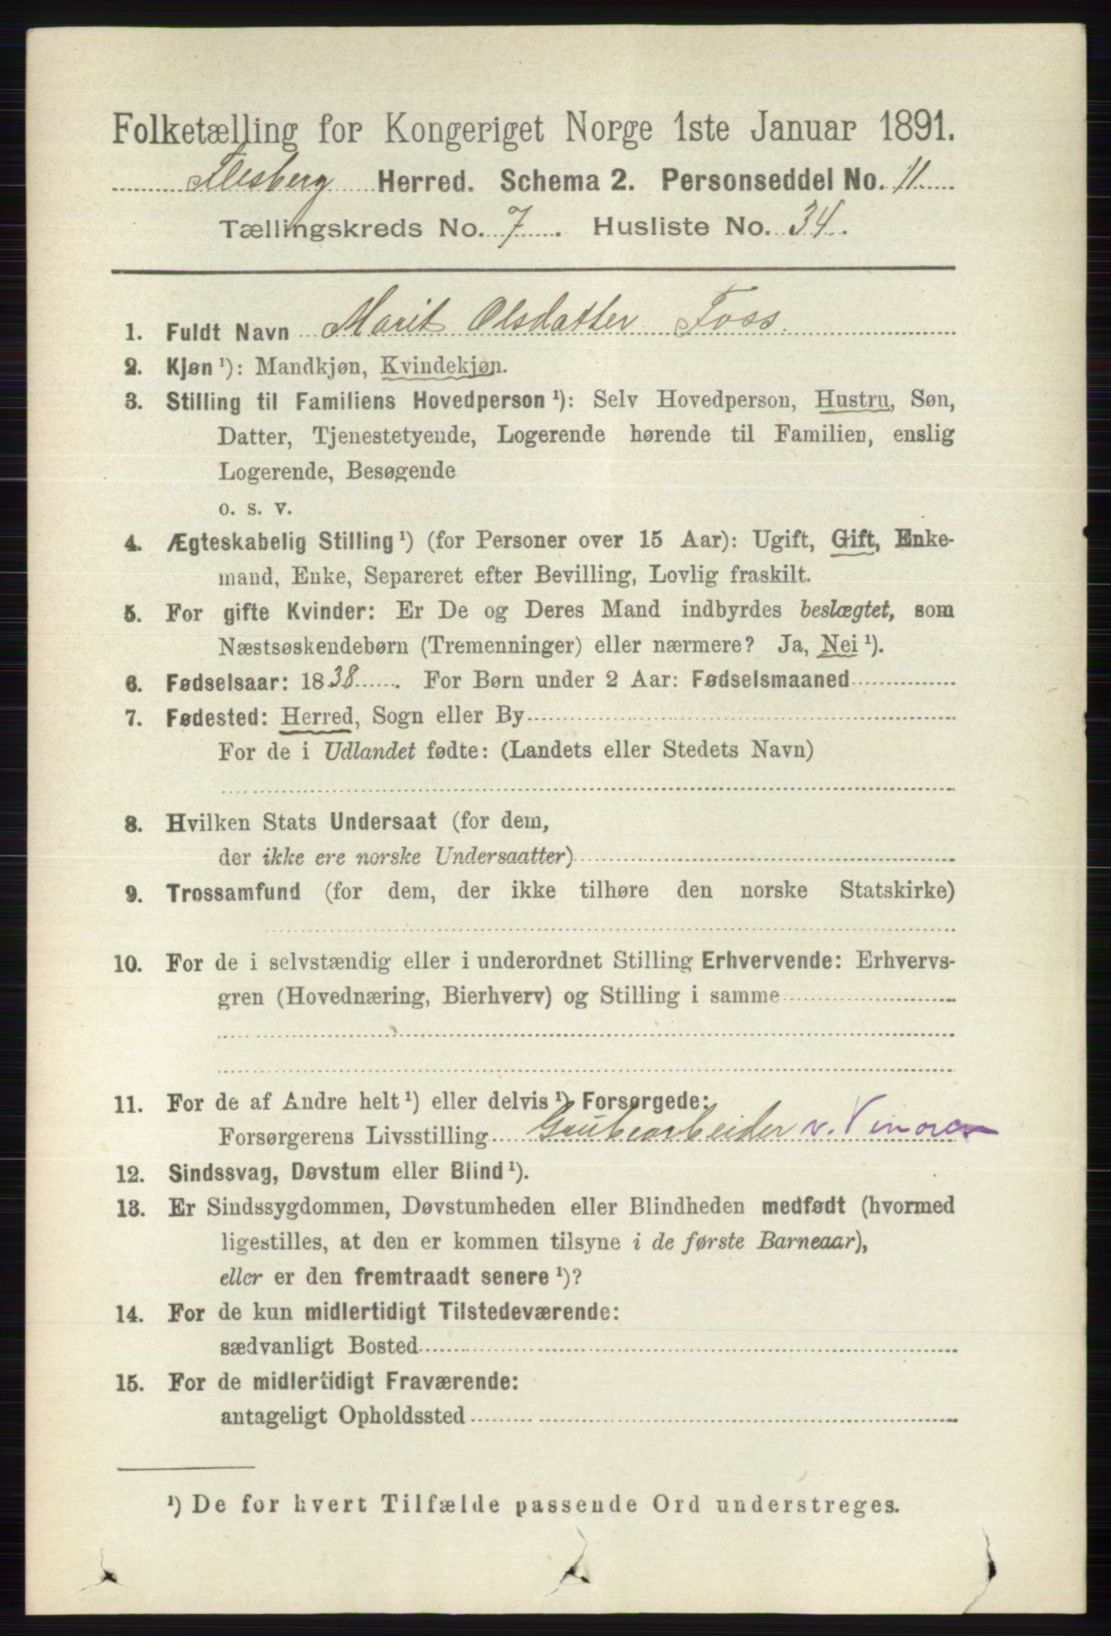 Folketælling for Kongeriget Norge 1ste Januar 1891.
Flesberg Herred. Schema 2. Personseddel No. 11.
Tællingskreds No. 7. Husliste No. 34.
1. Fuldt Navn Marit Olsdatter Foss.
2. Kjøn ¹): Mandkjøn, Kvindekjøn.
3. Stilling til Familiens Hovedperson ¹): Selv Hovedperson, Hustru, Søn,
Datter, Tjenestetyende, Logerende hørende til Familien, enslig
Logerende, Besøgende
o. s. v.
4. Ægteskabelig Stilling ¹) (for Personer over 15 Aar): Ugift, Gift, Enke-
mand, Enke, Separeret efter Bevilling, Lovlig fraskilt.
5. For gifte Kvinder: Er De og Deres Mand indbyrdes beslægtet, som
Næstsøskendebørn (Tremenninger) eller nærmere? Ja, Nei ¹).
6. Fødselsaar: 1838. For Børn under 2 Aar: Fødselsmaaned
7. Fødested: Herred, Sogn eller By
For de i Udlandet fødte: (Landets eller Stedets Navn)
8. Hvilken Stats Undersaat (for dem,
der ikke ere norske Undersaatter)
9. Trossamfund (for dem, der ikke tilhøre den norske Statskirke)
10. For de i selvstændig eller i underordnet Stilling Erhvervende: Erhvervs-
gren (Hovednæring, Bierhverv) og Stilling i samme
11. For de af Andre helt ¹) eller delvis ¹) Forsørgede:
Forsørgerens Livsstilling Grubearbeider v. Vinoren
12. Sindssvag, Døvstum eller Blind ¹).
13. Er Sindssygdommen, Døvstumheden eller Blindheden medfødt (hvormed
ligestilles, at den er kommen tilsyne i de første Barneaar),
eller er den fremtraadt senere ¹)?
14. For de kun midlertidigt Tilstedeværende:
sædvanligt Bosted
15. For de midlertidigt Fraværende:
antageligt Opholdssted
¹) De for hvert Tilfælde passende Ord understreges.